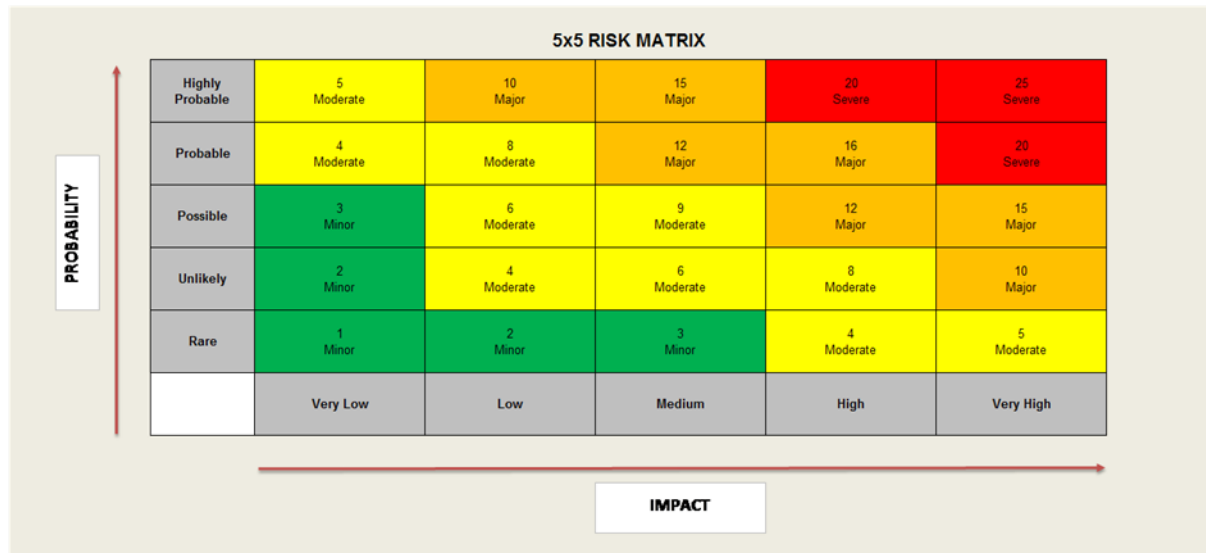 5x5 RISK MATRIX
Highly
Probable
5
Moderate
10
Major
15
Major
20
Severe
25
Severe
Probable
4
Moderate
8
Moderate
12
Major
16
Major
20
Severe
PROBABILITY
Possible
3
Minor
6
Moderate
9
Moderate
12
Major
15
Major
Unlikely
2
Minor
4
Moderate
6
Moderate
8
Moderate
10
Major
Rare
1
Minor
2
Minor
3
Minor
4
Moderate
5
Moderate
Very Low
Low
Medium
High
Very High
IMPACT